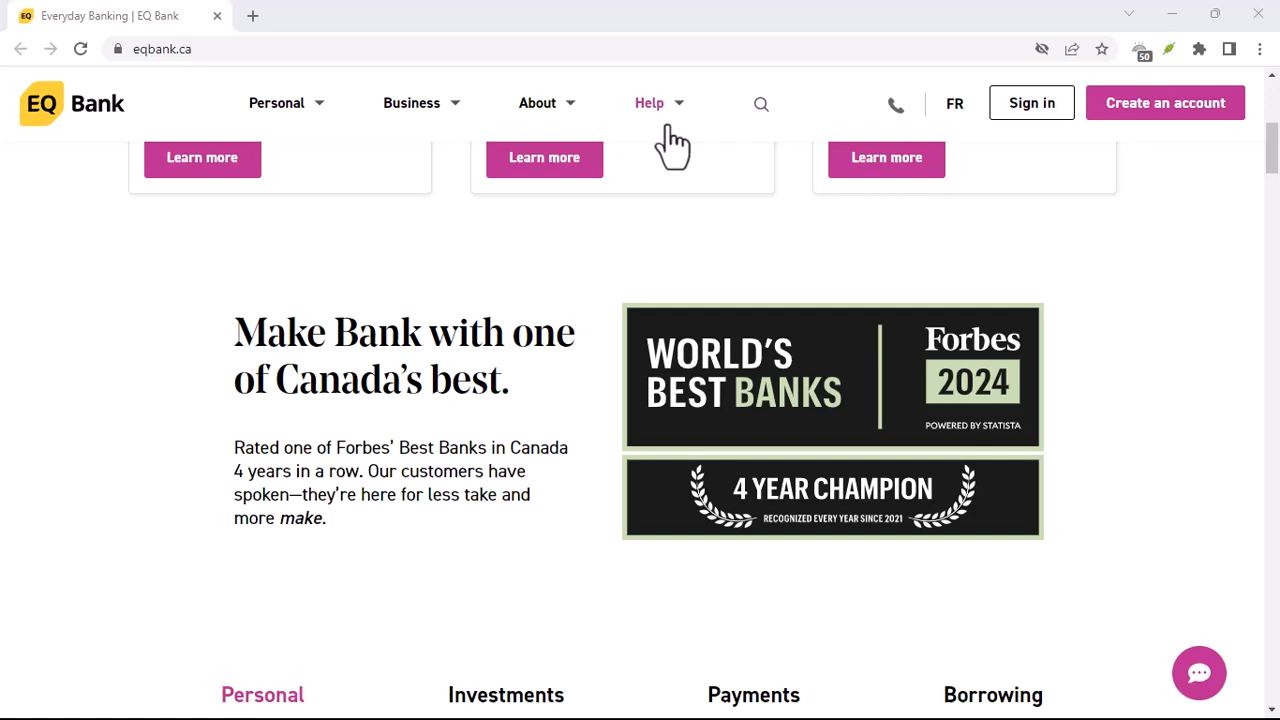 EQ Everyday Banking | EQ Bank
eqbank.ca
50
EQ Bank
Personal
Business
About
Help
FR
Sign in
Create an account
Learn more
Learn more
Learn more
Make Bank with one
of Canada’s best.
Rated one of Forbes’ Best Banks in Canada
4 years in a row. Our customers have
spoken—they’re here for less take and
more make.
WORLD’S
BEST BANKS
Forbes
2024
POWERED BY STATISTA
4 YEAR CHAMPION
RECOGNIZED EVERY YEAR SINCE 2021
Personal
Investments
Payments
Borrowing